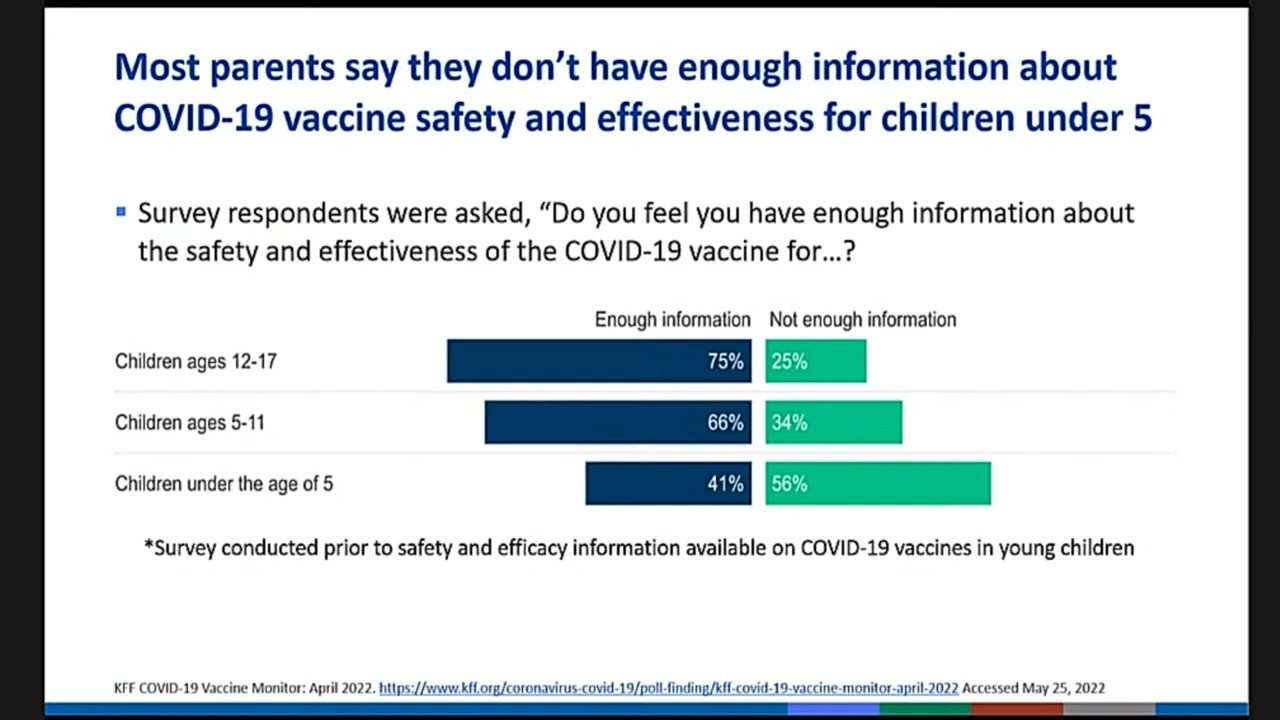 Most parents say they don’t have enough information about
COVID-19 vaccine safety and effectiveness for children under 5
Survey respondents were asked, “Do you feel you have enough information about
the safety and effectiveness of the COVID-19 vaccine for...?
Enough information Not enough information
Children ages 12-17 75% 25%
Children ages 5-11 66% 34%
Children under the age of 5 41% 56%
*Survey conducted prior to safety and efficacy information available on COVID-19 vaccines in young children
KFF COVID-19 Vaccine Monitor: April 2022. https://www.kff.org/coronavirus-covid-19/poll-finding/kff-covid-19-vaccine-monitor-april-2022 Accessed May 25, 2022